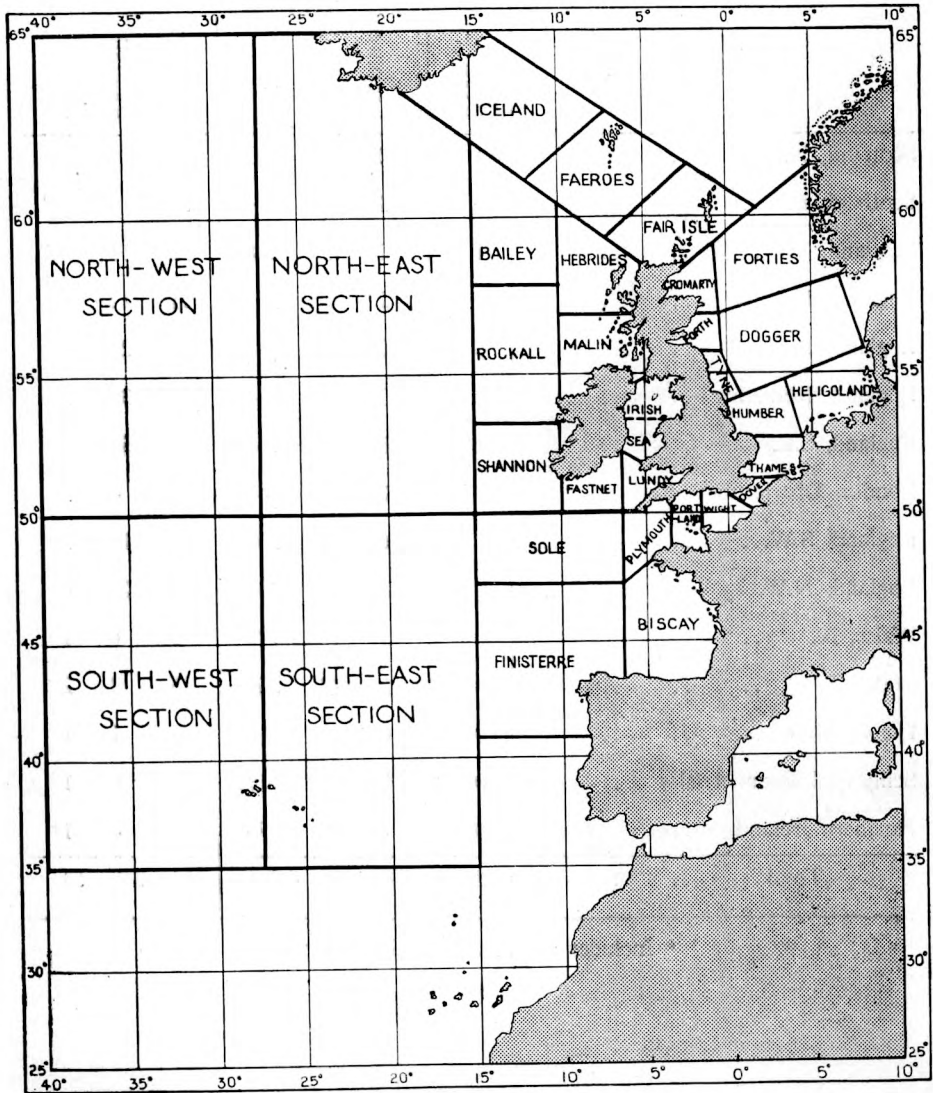 40° 35° 30° 25° 20° 15° 10° 5° 0° 5° 10°
65° 65°
ICELAND
FAEROES
60° 60°
FAIR ISLE
NORTH-WEST
SECTION
NORTH-EAST
SECTION
BAILEY
HEBRIDES
CROMARTY
FORTIES
ROCKALL
MALIN
FORTH
DOGGER
55° 55°
TYNE
HELIGOLAND
IRISH
SEA
HUMBER
SHANNON
FASTNET
LUNDY
THAMES
DOVER
50° 50°
SOLE
PLYMOUTH
PORT
LAND
WIGHT
BISCAY
45° 45°
FINISTERRE
SOUTH-WEST
SECTION
SOUTH-EAST
SECTION
40° 40°
35° 35°
30° 30°
25° 25°
40° 35° 30° 25° 20° 15° 10° 5° 0° 5° 10°